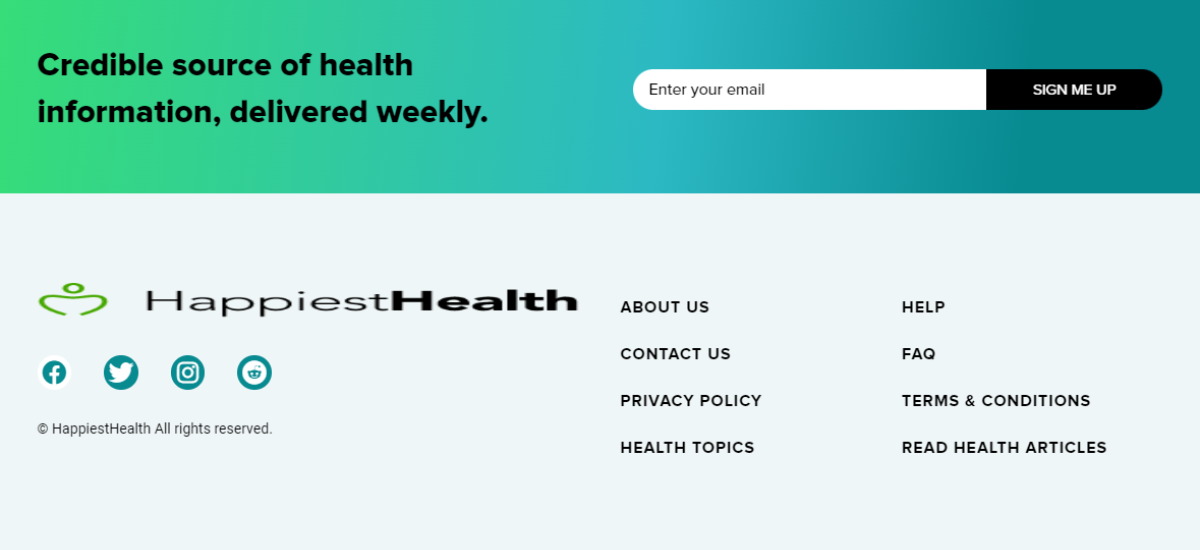 Credible source of health
information, delivered weekly.
Enter your email
SIGN ME UP
HappiestHealth
© HappiestHealth All rights reserved.
ABOUT US
CONTACT US
PRIVACY POLICY
HEALTH TOPICS
HELP
FAQ
TERMS & CONDITIONS
READ HEALTH ARTICLES